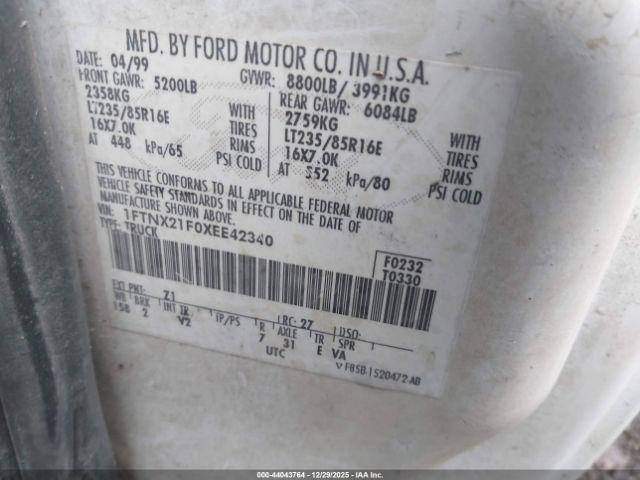 MFD. BY FORD MOTOR CO. IN U.S.A.
DATE: 04/99 GVWR: 8800LB/ 3991KG
FRONT GAWR: 5200LB REAR GAWR: 6084LB
2358KG WITH 2759KG WITH
LT235/85R16E TIRES LT235/85R16E TIRES
16X7.0K RIMS 16X7.0K RIMS
AT 448 kPa/65 PSI COLD AT 552 kPa/80 PSI COLD
THIS VEHICLE CONFORMS TO ALL APPLICABLE FEDERAL MOTOR
VEHICLE SAFETY STANDARDS IN EFFECT ON THE DATE OF
MANUFACTURE SHOWN ABOVE.
VIN: 1FTNX21F0XEE42340
TYPE: TRUCK
F0232
T0330
EXT PNT: Z1 RC: 27 DSO:
WB BRK INT TR. TP/PS R AXLE TR SPR
158 2 V2 7 31 E VA
UTC
V F85B-1520472-AB
000-44043764 | 12/29/2025 - IAA, Inc.